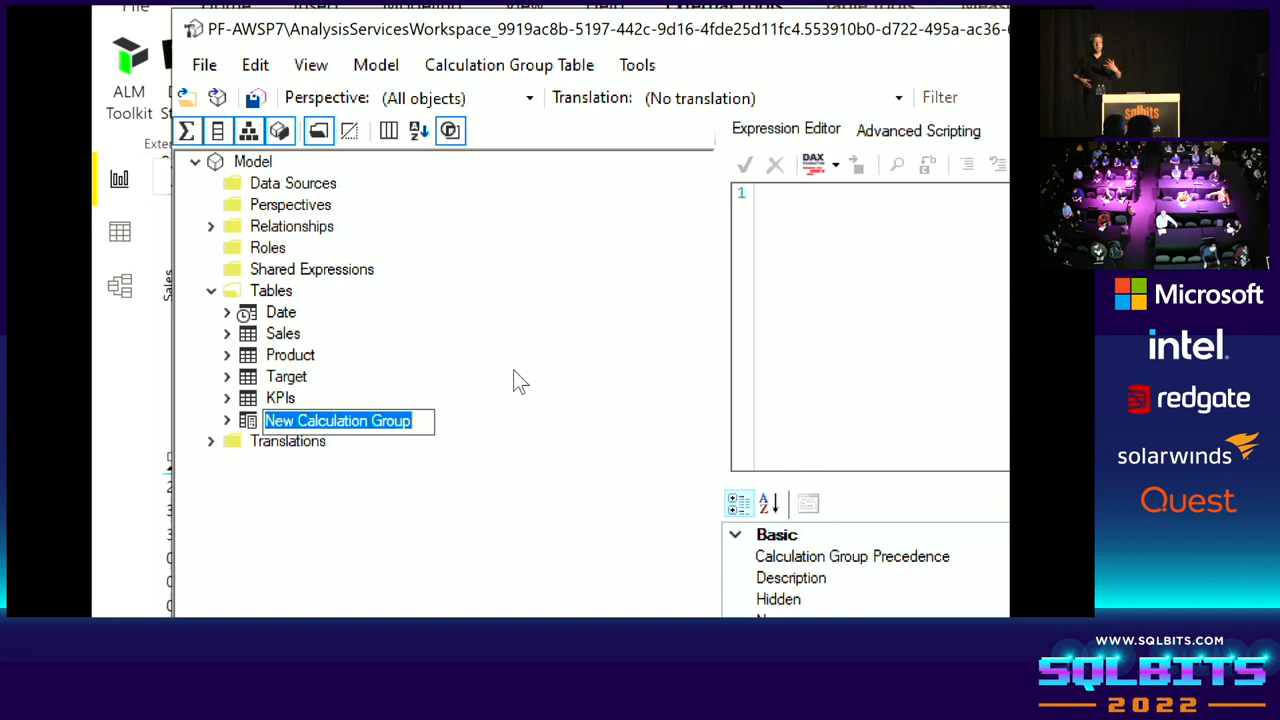 PF-AWSP7\AnalysisServicesWorkspace_9919ac8b-5197-442c-9d16-4fde25d11fc4.553910b0-d722-495a-ac36-
File Edit View Model Calculation Group Table Tools
ALM
Toolkit
Perspective: (All objects) Translation: (No translation) Filter
Expression Editor Advanced Scripting
DAX
1
Model
Data Sources
Perspectives
Relationships
Roles
Shared Expressions
Tables
Date
Sales
Product
Target
KPIs
New Calculation Group
Translations
Sales
Basic
Calculation Group Precedence
Description
Hidden
sqlbits
Microsoft
intel.
redgate
solarwinds
Quest
WWW.SQLBITS.COM
SQLBITS
2022